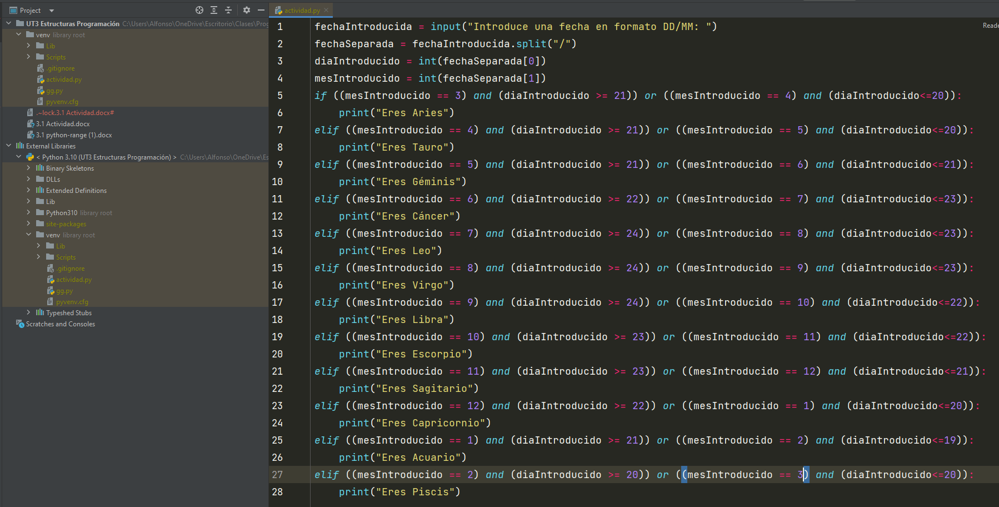 Project
UT3 Estructuras Programación C:\Users\Alfonso\OneDrive\Escritorio\Clases\Prog
venv library root
Lib
Scripts
.gitignore
actividad.py
gg.py
pyvenv.cfg
.~lock.3.1 Actividad.docx#
3.1 Actividad.docx
3.1 python-range (1).docx
External Libraries
< Python 3.10 (UT3 Estructuras Programación) > C:\Users\Alfonso\OneDrive\Es
Binary Skeletons
DLLs
Extended Definitions
Lib
Python310 library root
site-packages
venv library root
Lib
Scripts
.gitignore
actividad.py
gg.py
pyvenv.cfg
Typeshed Stubs
Scratches and Consoles
actividad.py
Reade
1 fechaIntroducida = input("Introduce una fecha en formato DD/MM: ")
2 fechaSeparada = fechaIntroducida.split("/")
3 diaIntroducido = int(fechaSeparada[0])
4 mesIntroducido = int(fechaSeparada[1])
5 if ((mesIntroducido == 3) and (diaIntroducido >= 21)) or ((mesIntroducido == 4) and (diaIntroducido<=20)):
6 print("Eres Aries")
7 elif ((mesIntroducido == 4) and (diaIntroducido >= 21)) or ((mesIntroducido == 5) and (diaIntroducido<=20)):
8 print("Eres Tauro")
9 elif ((mesIntroducido == 5) and (diaIntroducido >= 21)) or ((mesIntroducido == 6) and (diaIntroducido<=21)):
10 print("Eres Géminis")
11 elif ((mesIntroducido == 6) and (diaIntroducido >= 22)) or ((mesIntroducido == 7) and (diaIntroducido<=23)):
12 print("Eres Cáncer")
13 elif ((mesIntroducido == 7) and (diaIntroducido >= 24)) or ((mesIntroducido == 8) and (diaIntroducido<=23)):
14 print("Eres Leo")
15 elif ((mesIntroducido == 8) and (diaIntroducido >= 24)) or ((mesIntroducido == 9) and (diaIntroducido<=23)):
16 print("Eres Virgo")
17 elif ((mesIntroducido == 9) and (diaIntroducido >= 24)) or ((mesIntroducido == 10) and (diaIntroducido<=22)):
18 print("Eres Libra")
19 elif ((mesIntroducido == 10) and (diaIntroducido >= 23)) or ((mesIntroducido == 11) and (diaIntroducido<=22)):
20 print("Eres Escorpio")
21 elif ((mesIntroducido == 11) and (diaIntroducido >= 23)) or ((mesIntroducido == 12) and (diaIntroducido<=21)):
22 print("Eres Sagitario")
23 elif ((mesIntroducido == 12) and (diaIntroducido >= 22)) or ((mesIntroducido == 1) and (diaIntroducido<=20)):
24 print("Eres Capricornio")
25 elif ((mesIntroducido == 1) and (diaIntroducido >= 21)) or ((mesIntroducido == 2) and (diaIntroducido<=19)):
26 print("Eres Acuario")
27 elif ((mesIntroducido == 2) and (diaIntroducido >= 20)) or ((mesIntroducido == 3) and (diaIntroducido<=20)):
28 print("Eres Piscis")